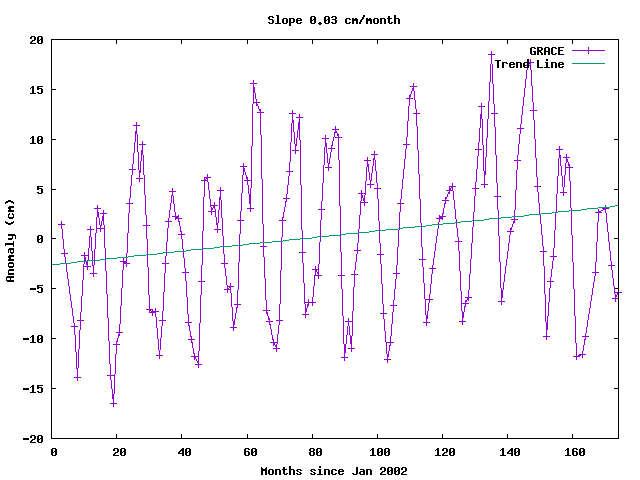 Slope 0.03 cm/month
GRACE
Trend Line
Anomaly (cm)
20
15
10
5
0
-5
-10
-15
-20
0 20 40 60 80 100 120 140 160
Months since Jan 2002